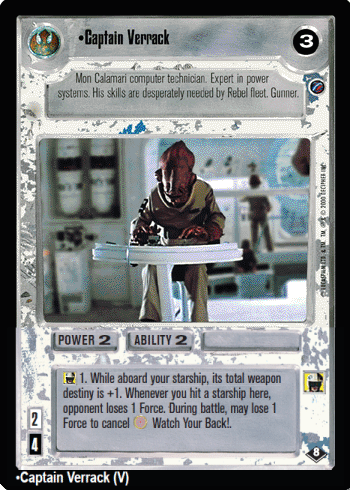 •Captain Verrack
3
Mon Calamari computer technician. Expert in power
systems. His skills are desperately needed by Rebel fleet. Gunner.
POWER 2 ABILITY 2
1. While aboard your starship, its total weapon
destiny is +1. Whenever you hit a starship here,
opponent loses 1 Force. During battle, may lose 1
Force to cancel Watch Your Back!.
2
4
8
•Captain Verrack (V)